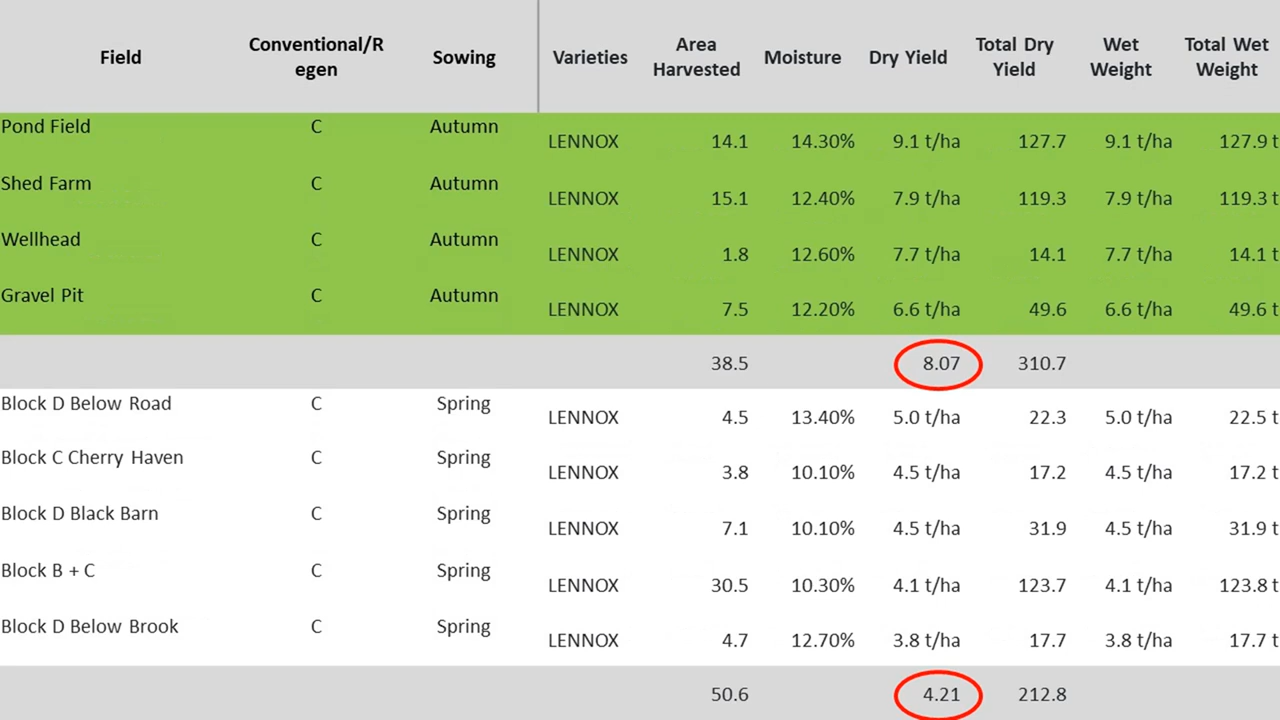 Field Conventional/R egen Sowing Varieties Area Harvested Moisture Dry Yield Total Dry Yield Wet Weight Total Wet Weight
Pond Field C Autumn LENNOX 14.1 14.30% 9.1 t/ha 127.7 9.1 t/ha 127.9 t
Shed Farm C Autumn LENNOX 15.1 12.40% 7.9 t/ha 119.3 7.9 t/ha 119.3 t
Wellhead C Autumn LENNOX 1.8 12.60% 7.7 t/ha 14.1 7.7 t/ha 14.1 t
Gravel Pit C Autumn LENNOX 7.5 12.20% 6.6 t/ha 49.6 6.6 t/ha 49.6 t
38.5 8.07 310.7
Block D Below Road C Spring LENNOX 4.5 13.40% 5.0 t/ha 22.3 5.0 t/ha 22.5 t
Block C Cherry Haven C Spring LENNOX 3.8 10.10% 4.5 t/ha 17.2 4.5 t/ha 17.2 t
Block D Black Barn C Spring LENNOX 7.1 10.10% 4.5 t/ha 31.9 4.5 t/ha 31.9 t
Block B + C C Spring LENNOX 30.5 10.30% 4.1 t/ha 123.7 4.1 t/ha 123.8 t
Block D Below Brook C Spring LENNOX 4.7 12.70% 3.8 t/ha 17.7 3.8 t/ha 17.7 t
50.6 4.21 212.8